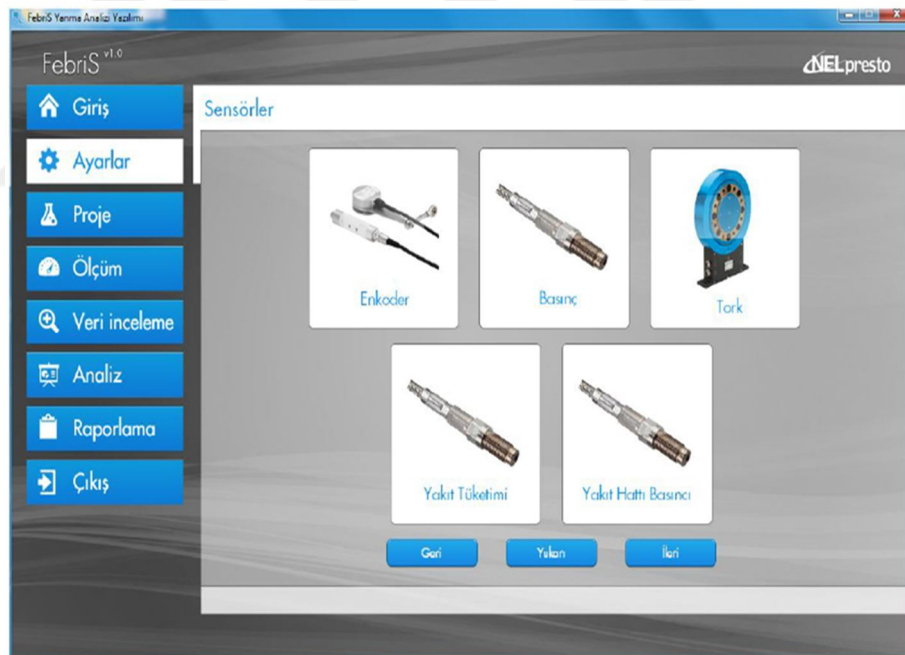 FebriS Yanma Analizi Yazılımı
FebriS v1.0
NELpresto
Giriş
Ayarlar
Proje
Ölçüm
Veri inceleme
Analiz
Raporlama
Çıkış
Sensörler
Enkoder
Basınç
Tork
Yakıt Tüketimi
Yakıt Hattı Basıncı
Geri
Yukarı
İleri